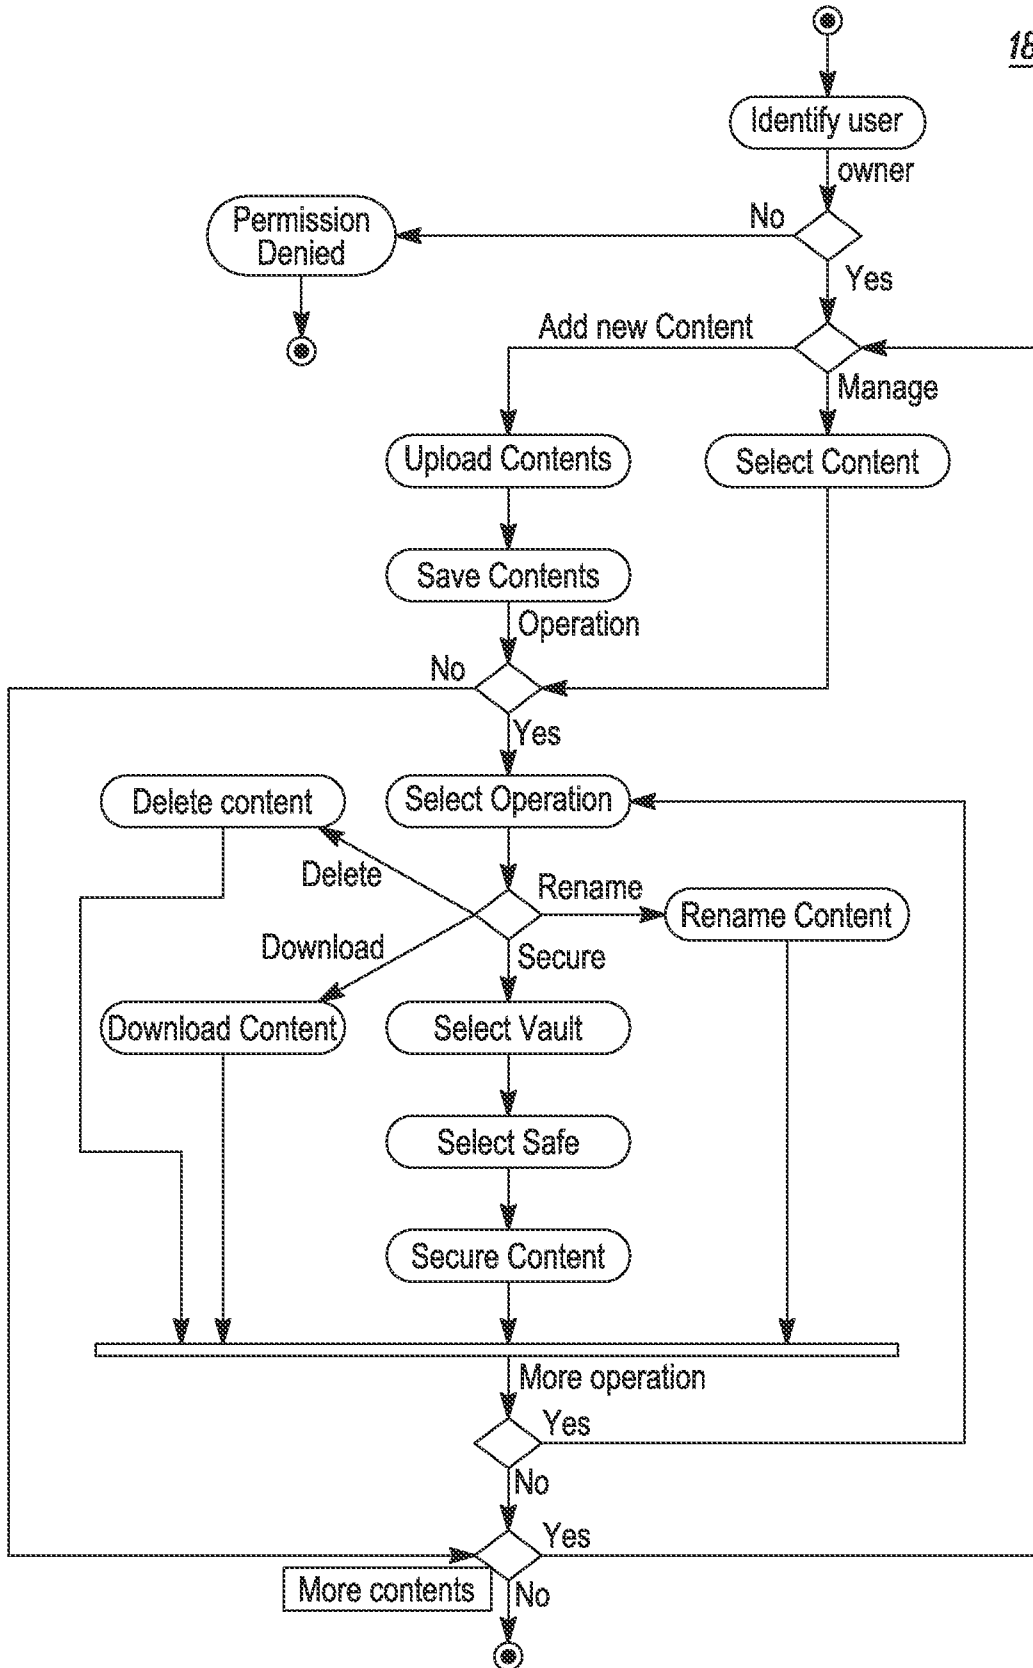 18
Identify user
owner
No
Permission
Denied
Yes
Add new Content
Manage
Upload Contents
Select Content
Save Contents
Operation
No
Yes
Delete content
Select Operation
Delete
Rename
Rename Content
Download
Secure
Download Content
Select Vault
Select Safe
Secure Content
More operation
Yes
No
Yes
More contents
No